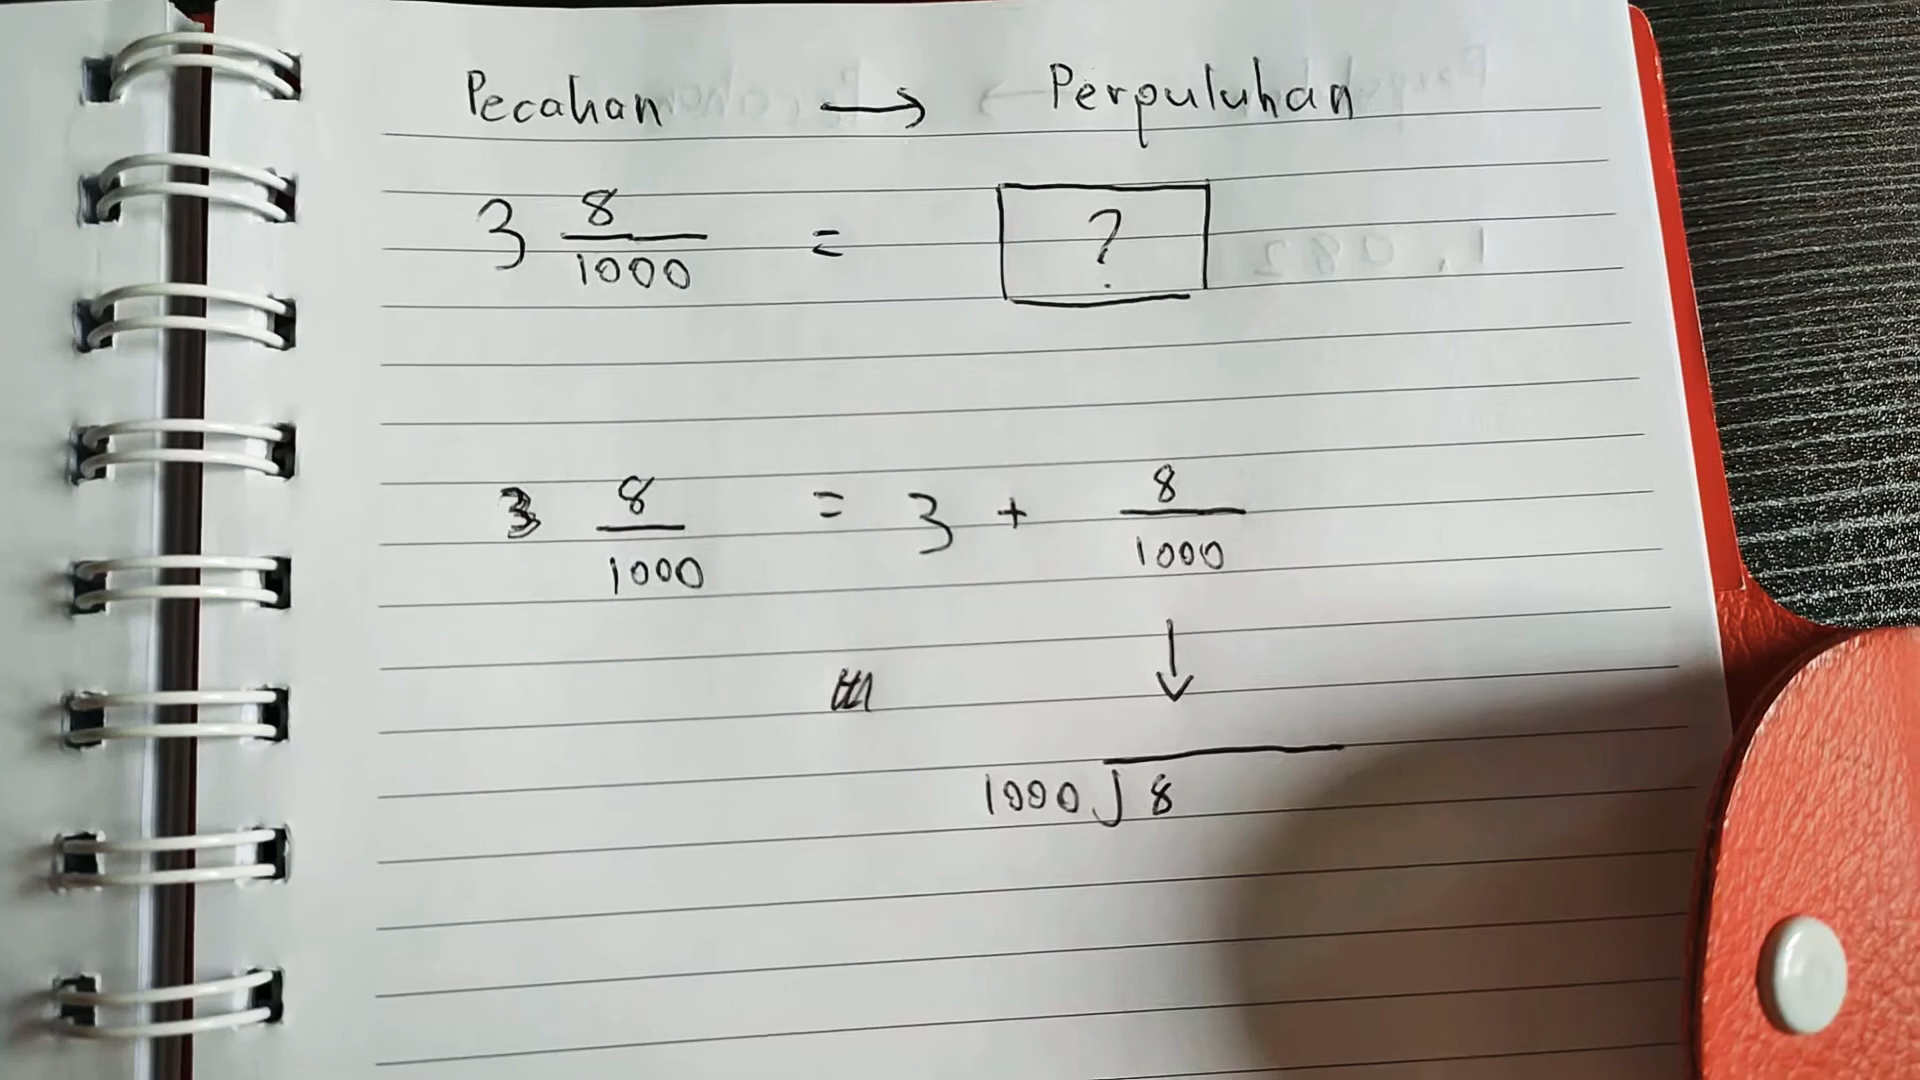 Pecahan → Perpuluhan
3 8/1000 = ?
3 8/1000 = 3 + 8/1000
↓
1000 ) 8